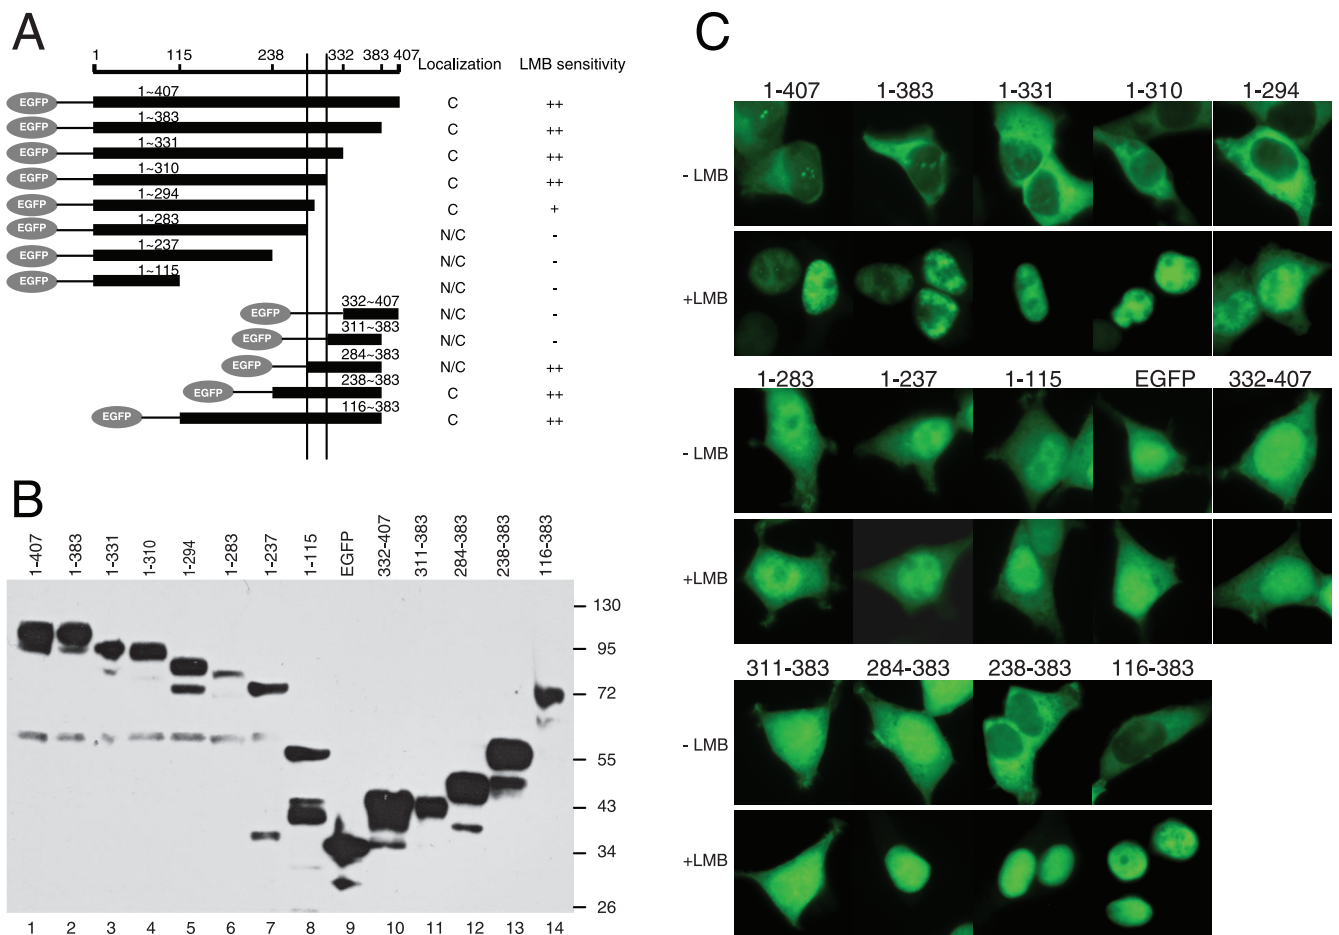 A
1 115 238 332 383 407
Localization LMB sensitivity
EGFP 1~407 C ++
EGFP 1~383 C ++
EGFP 1~331 C ++
EGFP 1~310 C ++
EGFP 1~294 C +
EGFP 1~283 N/C -
EGFP 1~237 N/C -
EGFP 1~115 N/C -
EGFP 332~407 N/C -
EGFP 311~383 N/C -
EGFP 284~383 N/C ++
EGFP 238~383 C ++
EGFP 116~383 C ++
B
1-407 1-383 1-331 1-310 1-294 1-283 1-237 1-115 EGFP 332-407 311-383 284-383 238-383 116-383
130
95
72
55
43
34
26
1 2 3 4 5 6 7 8 9 10 11 12 13 14
C
1-407 1-383 1-331 1-310 1-294
- LMB
+LMB
1-283 1-237 1-115 EGFP 332-407
- LMB
+LMB
311-383 284-383 238-383 116-383
- LMB
+LMB